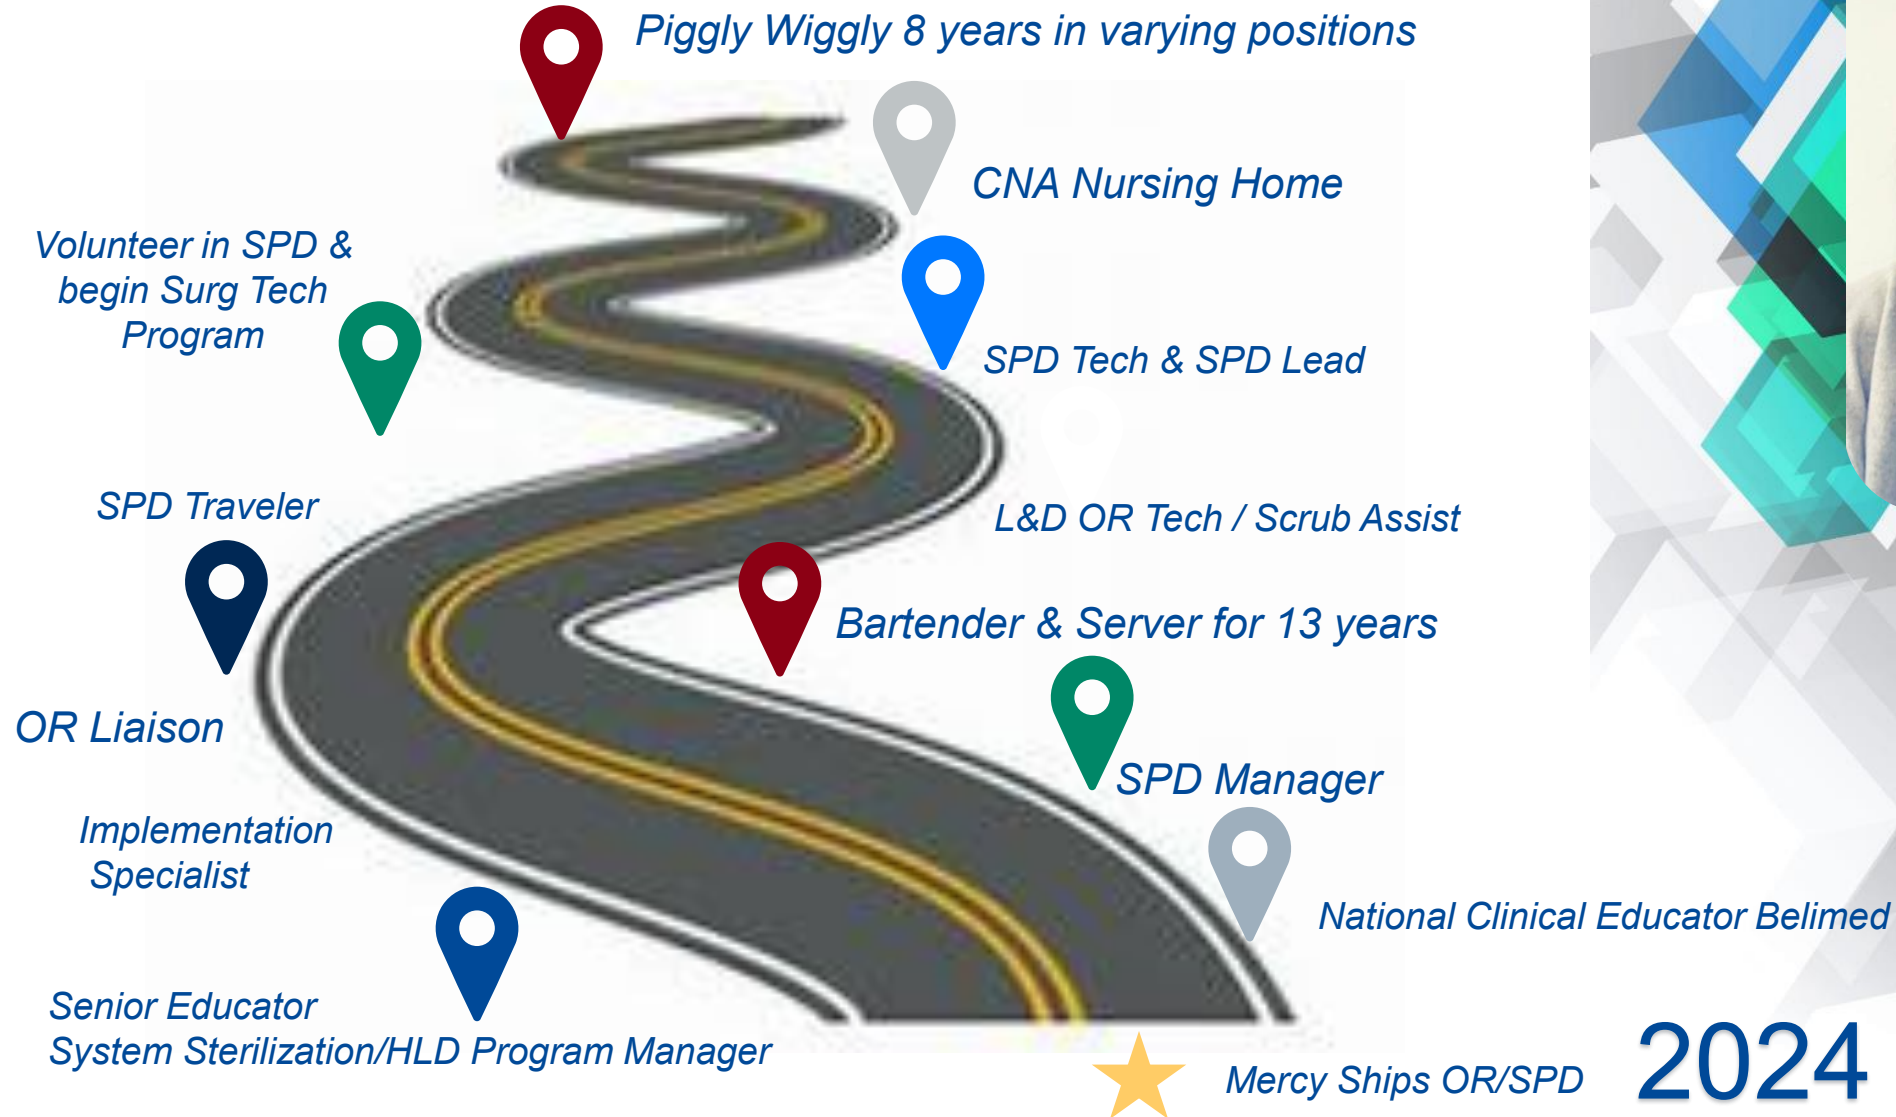 Piggly Wiggly 8 years in varying positions
CNA Nursing Home
Volunteer in SPD &
begin Surg Tech
Program
SPD Tech & SPD Lead
SPD Traveler
L&D OR Tech / Scrub Assist
Bartender & Server for 13 years
OR Liaison
SPD Manager
Implementation
Specialist
National Clinical Educator Belimed
Senior Educator
System Sterilization/HLD Program Manager
Mercy Ships OR/SPD
2024